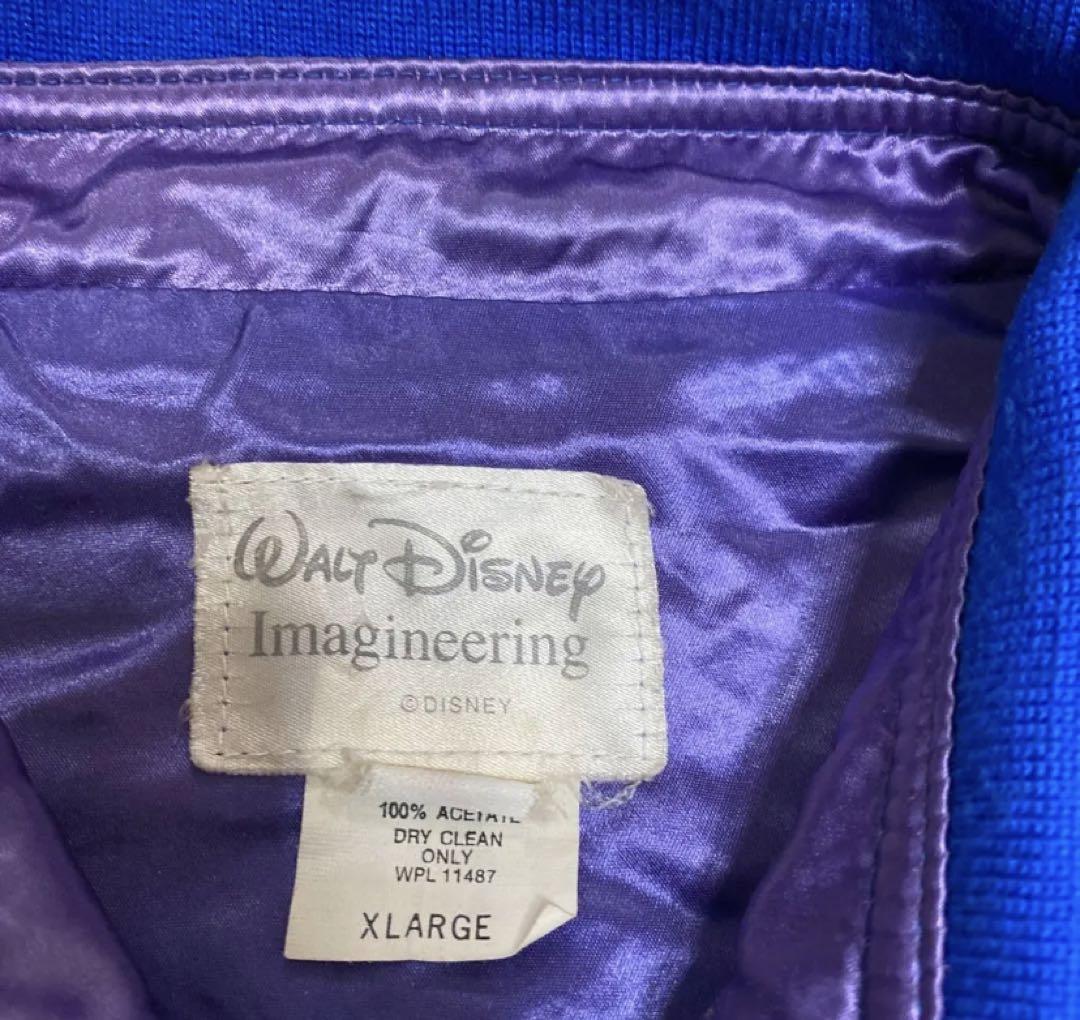 WALT DISNEY
Imagineering
©DISNEY
100% ACETATE
DRY CLEAN
ONLY
WPL 11487
XLARGE